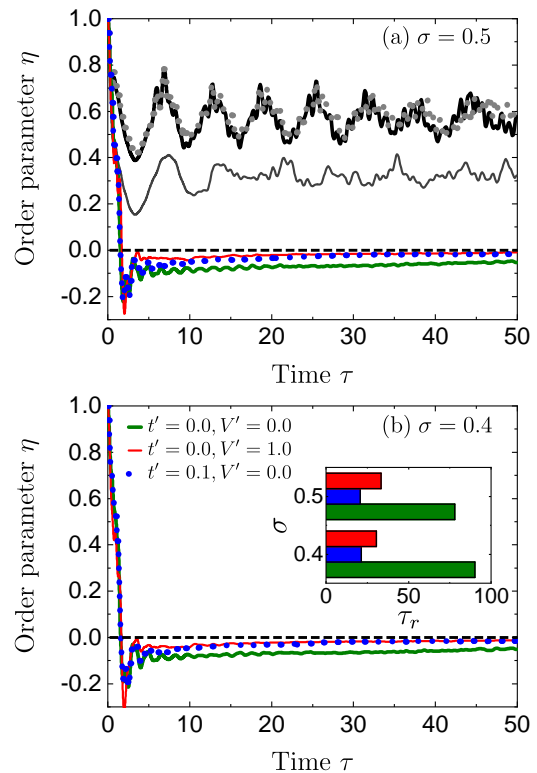 (a) σ = 0.5
Order parameter η
1.0
0.8
0.6
0.4
0.2
0.0
-0.2
0 10 20 30 40 50
Time τ
(b) σ = 0.4
Order parameter η
1.0
0.8
0.6
0.4
0.2
0.0
-0.2
t′ = 0.0, V′ = 0.0
t′ = 0.0, V′ = 1.0
t′ = 0.1, V′ = 0.0
σ
0.5
0.4
0 50 100
τr
0 10 20 30 40 50
Time τ